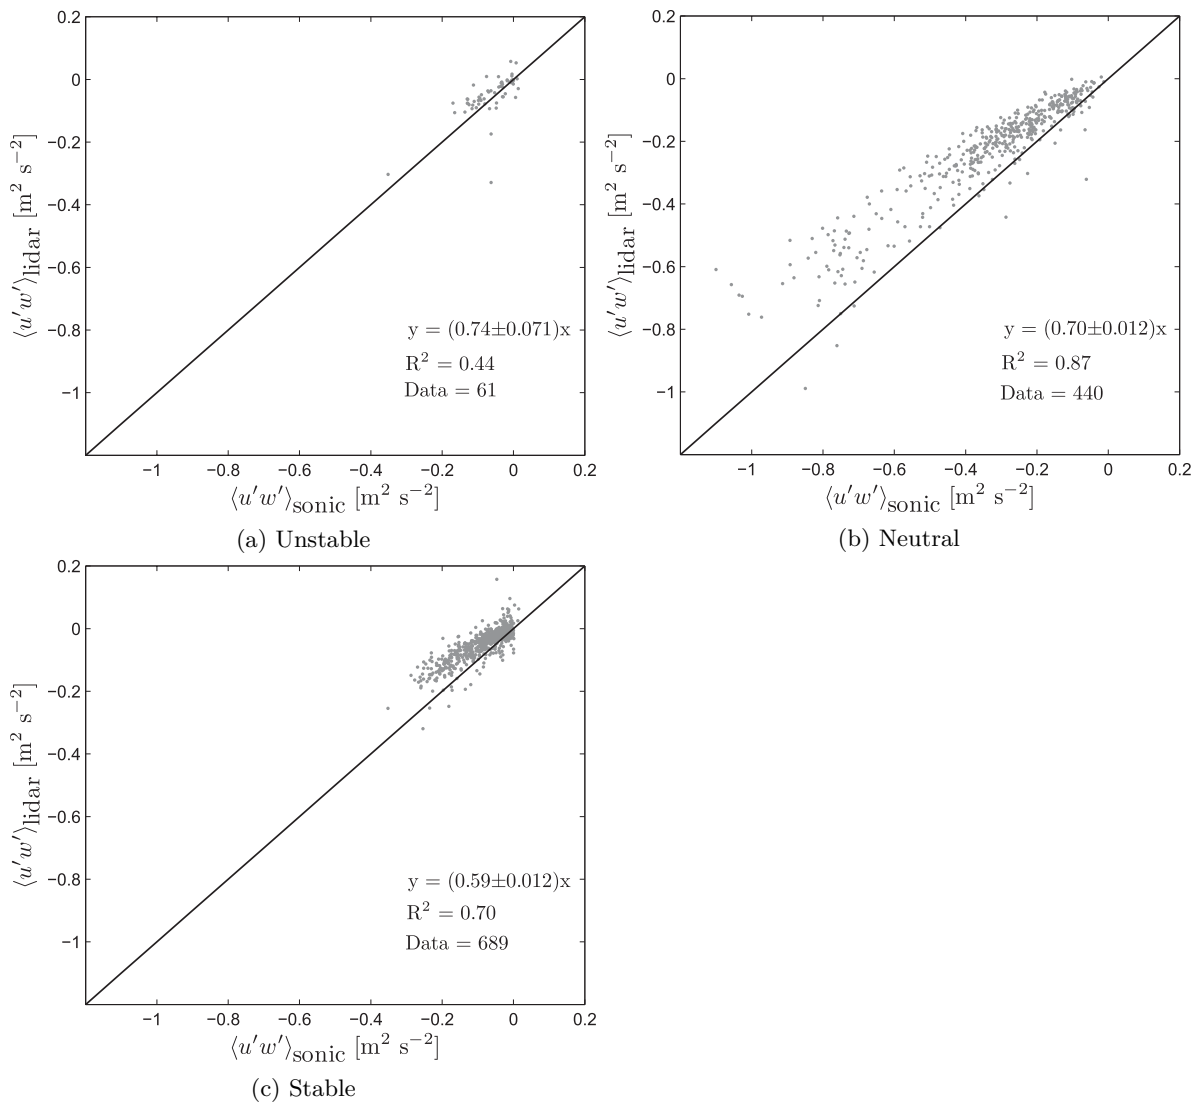 0.2
0
−0.2
−0.4
−0.6
−0.8
−1
⟨u′w′⟩lidar [m² s⁻²]
y = (0.74±0.071)x
R² = 0.44
Data = 61
−1 −0.8 −0.6 −0.4 −0.2 0 0.2
⟨u′w′⟩sonic [m² s⁻²]
(a) Unstable
0.2
0
−0.2
−0.4
−0.6
−0.8
−1
⟨u′w′⟩lidar [m² s⁻²]
y = (0.70±0.012)x
R² = 0.87
Data = 440
−1 −0.8 −0.6 −0.4 −0.2 0 0.2
⟨u′w′⟩sonic [m² s⁻²]
(b) Neutral
0.2
0
−0.2
−0.4
−0.6
−0.8
−1
⟨u′w′⟩lidar [m² s⁻²]
y = (0.59±0.012)x
R² = 0.70
Data = 689
−1 −0.8 −0.6 −0.4 −0.2 0 0.2
⟨u′w′⟩sonic [m² s⁻²]
(c) Stable